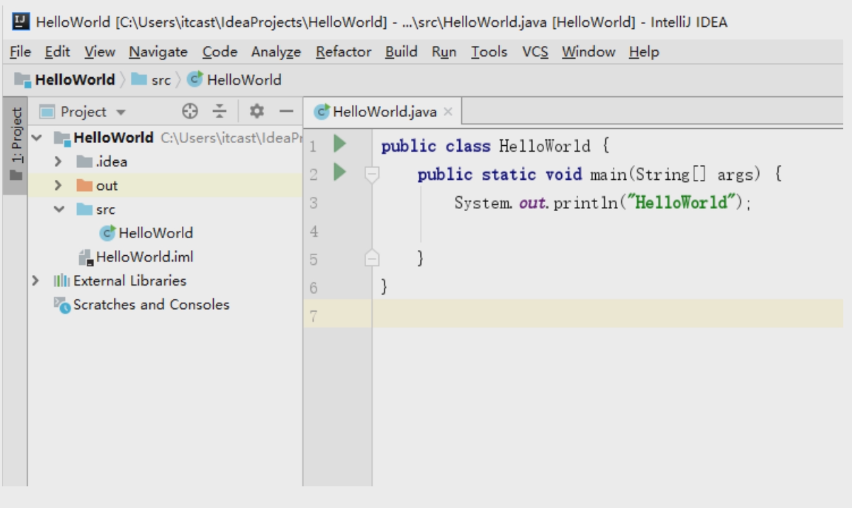 HelloWorld [C:\Users\itcast\IdeaProjects\HelloWorld] - ...\src\HelloWorld.java [HelloWorld] - IntelliJ IDEA
File Edit View Navigate Code Analyze Refactor Build Run Tools VCS Window Help
HelloWorld src HelloWorld
1: Project
Project
HelloWorld C:\Users\itcast\IdeaPr
.idea
out
src
HelloWorld
HelloWorld.iml
External Libraries
Scratches and Consoles
HelloWorld.java
1 public class HelloWorld {
2 public static void main(String[] args) {
3 System.out.println("HelloWorld");
4
5 }
6 }
7